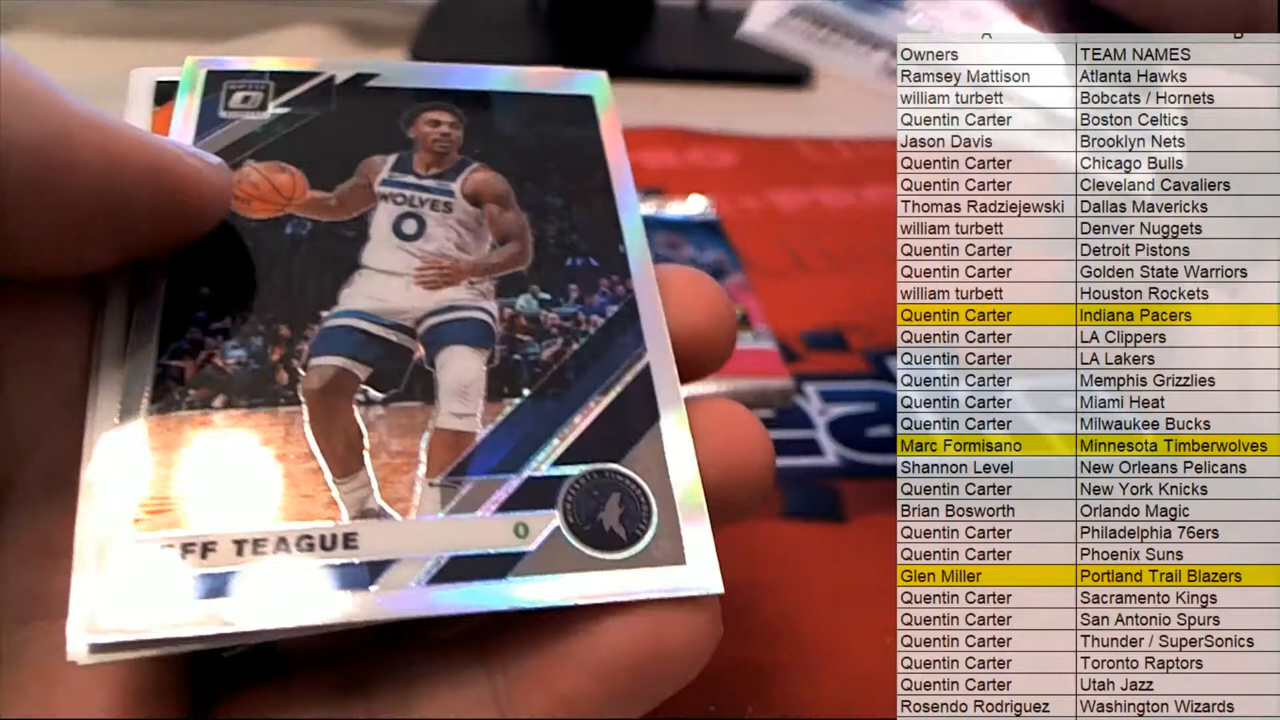 OPTIC
WOLVES
0
FF TEAGUE
0
A B
Owners TEAM NAMES
Ramsey Mattison Atlanta Hawks
william turbett Bobcats / Hornets
Quentin Carter Boston Celtics
Jason Davis Brooklyn Nets
Quentin Carter Chicago Bulls
Quentin Carter Cleveland Cavaliers
Thomas Radziejewski Dallas Mavericks
william turbett Denver Nuggets
Quentin Carter Detroit Pistons
Quentin Carter Golden State Warriors
william turbett Houston Rockets
Quentin Carter Indiana Pacers
Quentin Carter LA Clippers
Quentin Carter LA Lakers
Quentin Carter Memphis Grizzlies
Quentin Carter Miami Heat
Quentin Carter Milwaukee Bucks
Marc Formisano Minnesota Timberwolves
Shannon Level New Orleans Pelicans
Quentin Carter New York Knicks
Brian Bosworth Orlando Magic
Quentin Carter Philadelphia 76ers
Quentin Carter Phoenix Suns
Glen Miller Portland Trail Blazers
Quentin Carter Sacramento Kings
Quentin Carter San Antonio Spurs
Quentin Carter Thunder / SuperSonics
Quentin Carter Toronto Raptors
Quentin Carter Utah Jazz
Rosendo Rodriguez Washington Wizards